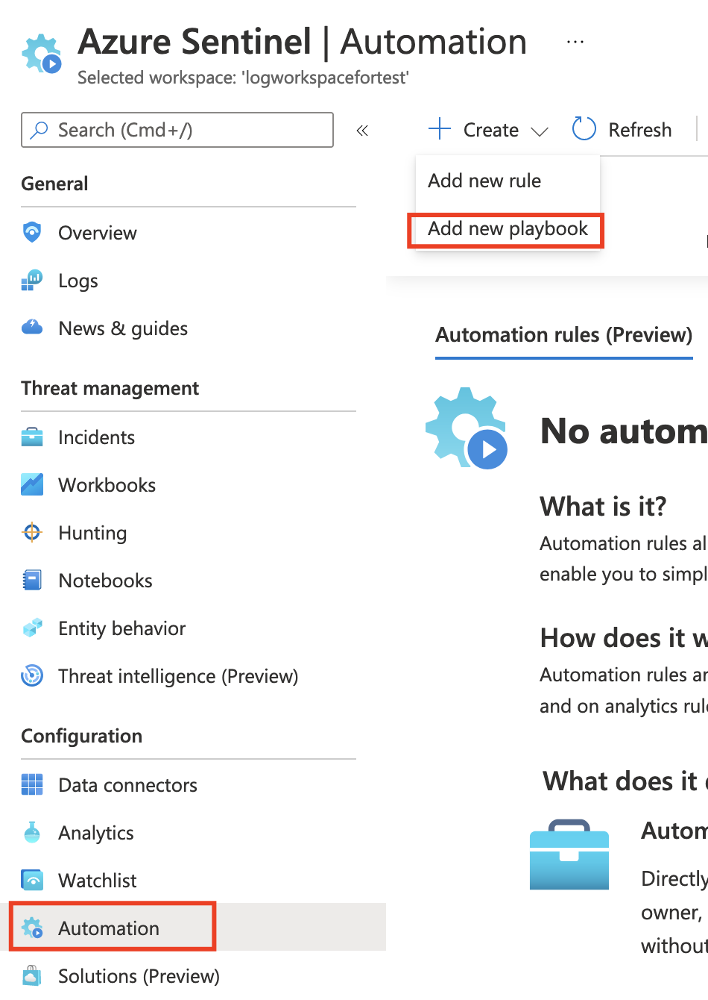 Azure Sentinel | Automation ...
Selected workspace: 'logworkspacefortest'
Search (Cmd+/)
«
Create
Refresh
Add new rule
Add new playbook
General
Overview
Logs
News & guides
Threat management
Incidents
Workbooks
Hunting
Notebooks
Entity behavior
Threat intelligence (Preview)
Configuration
Data connectors
Analytics
Watchlist
Automation
Solutions (Preview)
Automation rules (Preview)
No autom
What is it?
Automation rules al
enable you to simpl
How does it w
Automation rules ar
and on analytics rul
What does it
Autom
Directly
owner,
without